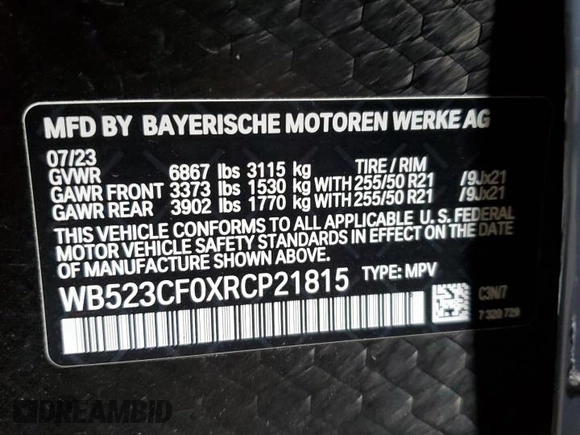 MFD BY BAYERISCHE MOTOREN WERKE AG
07/23 TIRE / RIM
GVWR 6867 lbs 3115 kg
GAWR FRONT 3373 lbs 1530 kg WITH 255/50 R21 /9Jx21
GAWR REAR 3902 lbs 1770 kg WITH 255/50 R21 /9Jx21
THIS VEHICLE CONFORMS TO ALL APPLICABLE U. S. FEDERAL
MOTOR VEHICLE SAFETY STANDARDS IN EFFECT ON THE
DATE OF MANUFACTURE SHOWN ABOVE.
WB523CF0XRCP21815 TYPE: MPV
C3N/7
7 320 729
DREAMBID